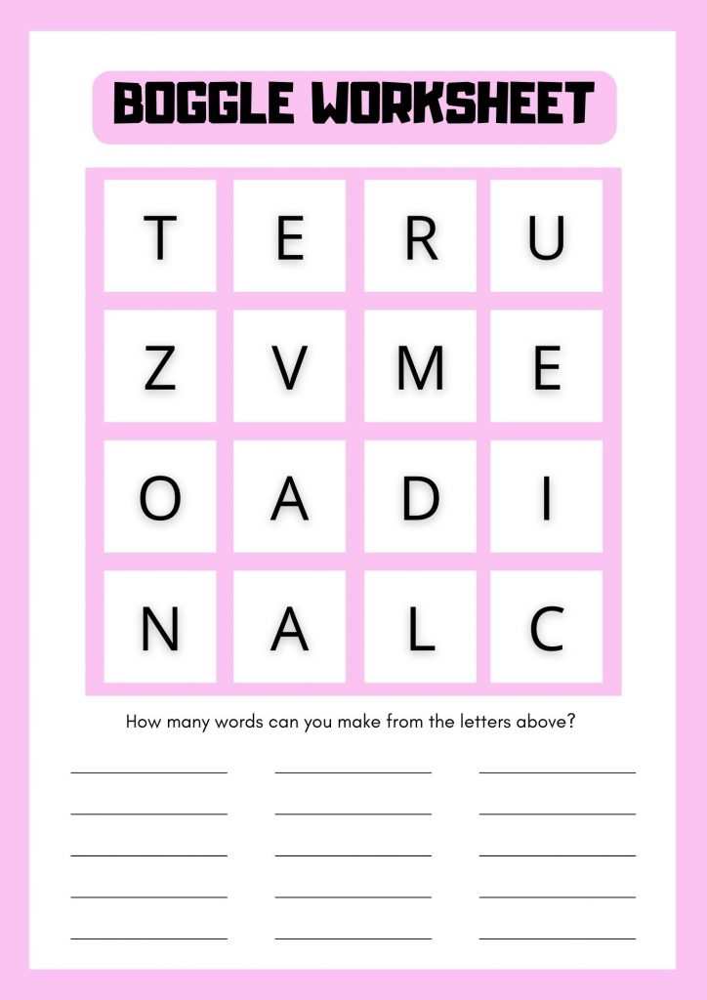 BOGGLE WORKSHEET
T E R U
Z V M E
O A D I
N A L C
How many words can you make from the letters above?